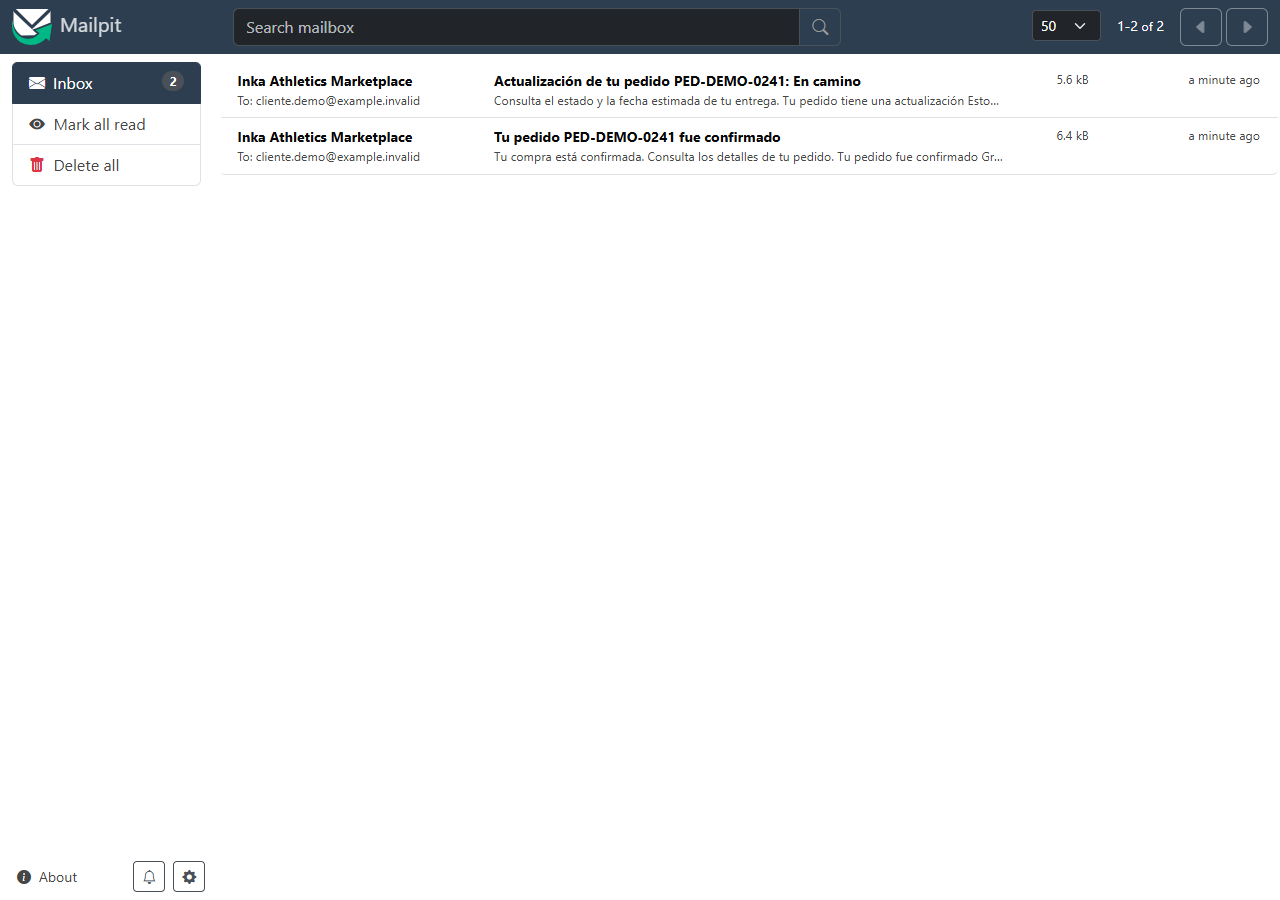 Mailpit
Search mailbox
50
1-2 of 2
Inbox
2
Mark all read
Delete all
Inka Athletics Marketplace
To: cliente.demo@example.invalid
Actualización de tu pedido PED-DEMO-0241: En camino
Consulta el estado y la fecha estimada de tu entrega. Tu pedido tiene una actualización Esto...
5.6 kB
a minute ago
Inka Athletics Marketplace
To: cliente.demo@example.invalid
Tu pedido PED-DEMO-0241 fue confirmado
Tu compra está confirmada. Consulta los detalles de tu pedido. Tu pedido fue confirmado Gr...
6.4 kB
a minute ago
About